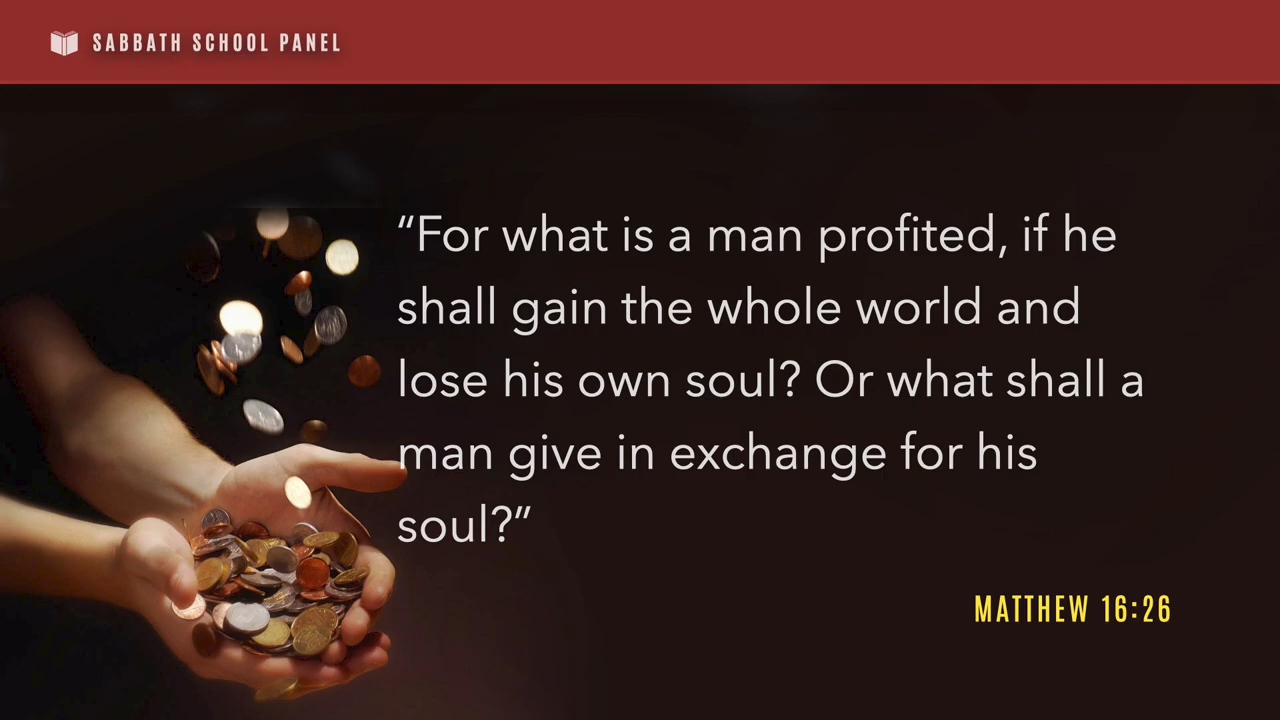 SABBATH SCHOOL PANEL
“For what is a man profited, if he
shall gain the whole world and
lose his own soul? Or what shall a
man give in exchange for his
soul?”
MATTHEW 16:26